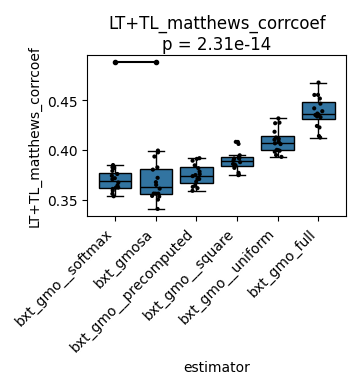 LT+TL_matthews_corrcoef
p = 2.31e-14
LT+TL_matthews_corrcoef
0.45
0.40
0.35
bxt_gmo__softmax
bxt_gmosa
bxt_gmo__precomputed
bxt_gmo__square
bxt_gmo__uniform
bxt_gmo_full
estimator